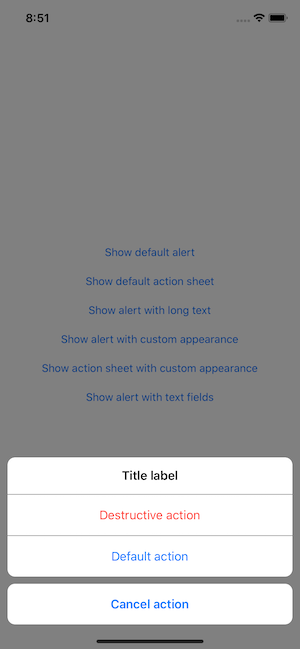 8:51
Show default alert
Show default action sheet
Show alert with long text
Show alert with custom appearance
Show action sheet with custom appearance
Show alert with text fields
Title label
Destructive action
Default action
Cancel action